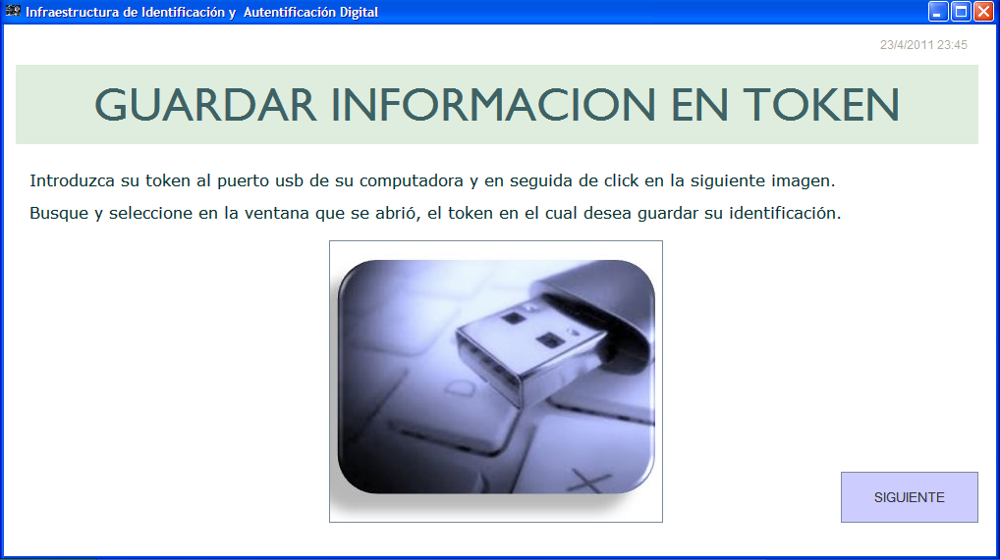 Infraestructura de Identificación y  Autentificación Digital
23/4/2011 23:45
GUARDAR INFORMACION EN TOKEN
Introduzca su token al puerto usb de su computadora y en seguida de click en la siguiente imagen.
Busque y seleccione en la ventana que se abrió, el token en el cual desea guardar su identificación.
D
X
SIGUIENTE